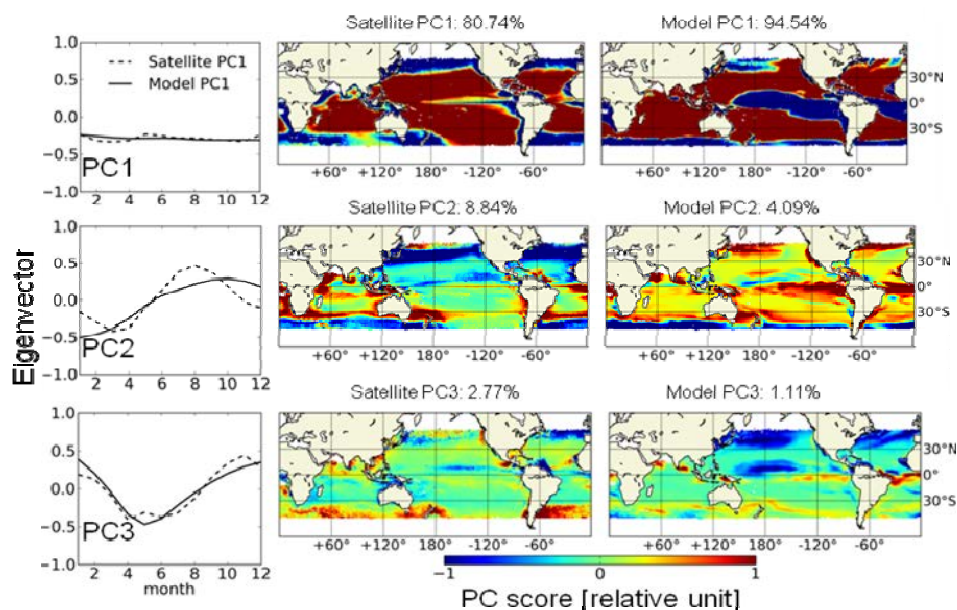 Satellite PC1: 80.74%
Model PC1: 94.54%
1.0
0.5
0.0
−0.5
−1.0
Satellite PC1
Model PC1
PC1
2 4 6 8 10 12
30°N
0°
30°S
+60° +120° 180° -120° -60°
+60° +120° 180° -120° -60°
Satellite PC2: 8.84%
Model PC2: 4.09%
1.0
0.5
0.0
−0.5
−1.0
PC2
2 4 6 8 10 12
30°N
0°
30°S
+60° +120° 180° -120° -60°
+60° +120° 180° -120° -60°
Eigenvector
Satellite PC3: 2.77%
Model PC3: 1.11%
1.0
0.5
0.0
−0.5
−1.0
PC3
2 4 6 8 10 12
month
30°N
0°
30°S
+60° +120° 180° -120° -60°
+60° +120° 180° -120° -60°
−1 0 1
PC score [relative unit]